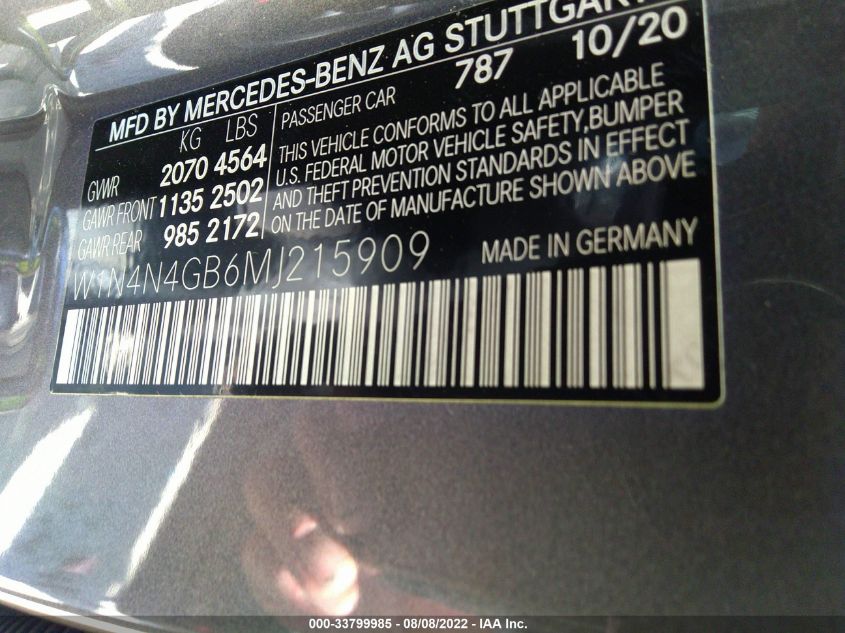 MFD BY MERCEDES-BENZ AG STUTTGAR
KG LBS
GVWR 2070 4564
GAWR FRONT 1135 2502
GAWR REAR 985 2172
787 10/20
PASSENGER CAR
THIS VEHICLE CONFORMS TO ALL APPLICABLE
U.S. FEDERAL MOTOR VEHICLE SAFETY,BUMPER
AND THEFT PREVENTION STANDARDS IN EFFECT
ON THE DATE OF MANUFACTURE SHOWN ABOVE
W1N4N4GB6MJ215909
MADE IN GERMANY
000-33799985 - 08/08/2022 - IAA Inc.